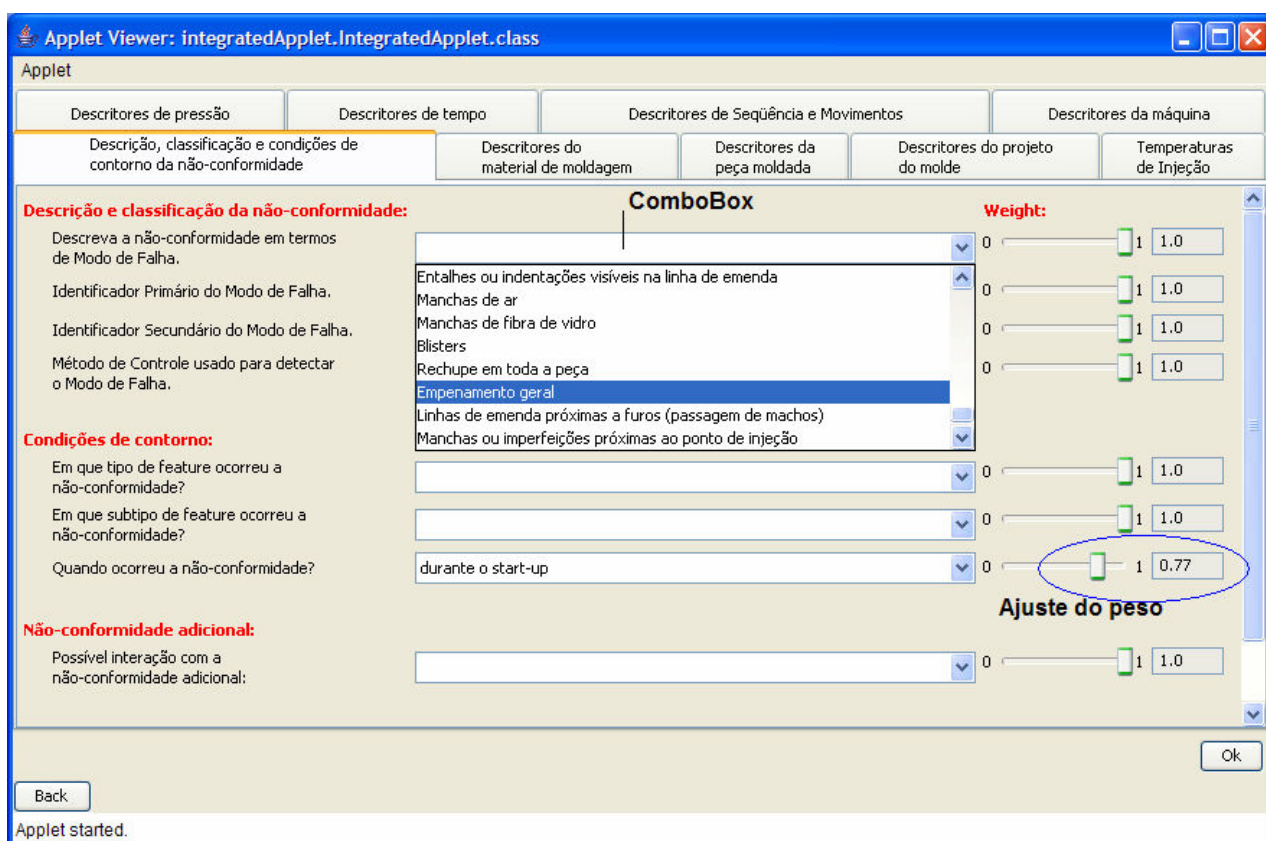 Applet Viewer: integratedApplet.IntegratedApplet.class
Applet
Descritores de pressão
Descritores de tempo
Descritores de Seqüência e Movimentos
Descritores da máquina
Descrição, classificação e condições de
contorno da não-conformidade
Descritores do
material de moldagem
Descritores da
peça moldada
Descritores do projeto
do molde
Temperaturas
de Injeção
ComboBox
Descrição e classificação da não-conformidade:
Weight:
Descreva a não-conformidade em termos
de Modo de Falha.
0 1 1.0
Entalhes ou indentações visíveis na linha de emenda
Manchas de ar
Manchas de fibra de vidro
Blisters
Rechupe em toda a peça
Empenamento geral
Linhas de emenda próximas a furos (passagem de machos)
Manchas ou imperfeições próximas ao ponto de injeção
Identificador Primário do Modo de Falha.
0 1 1.0
Identificador Secundário do Modo de Falha.
0 1 1.0
Método de Controle usado para detectar
o Modo de Falha.
0 1 1.0
Condições de contorno:
Em que tipo de feature ocorreu a
não-conformidade?
0 1 1.0
Em que subtipo de feature ocorreu a
não-conformidade?
0 1 1.0
Quando ocorreu a não-conformidade?
durante o start-up
0 1 0.77
Ajuste do peso
Não-conformidade adicional:
Possível interação com a
não-conformidade adicional:
0 1 1.0
Ok
Back
Applet started.